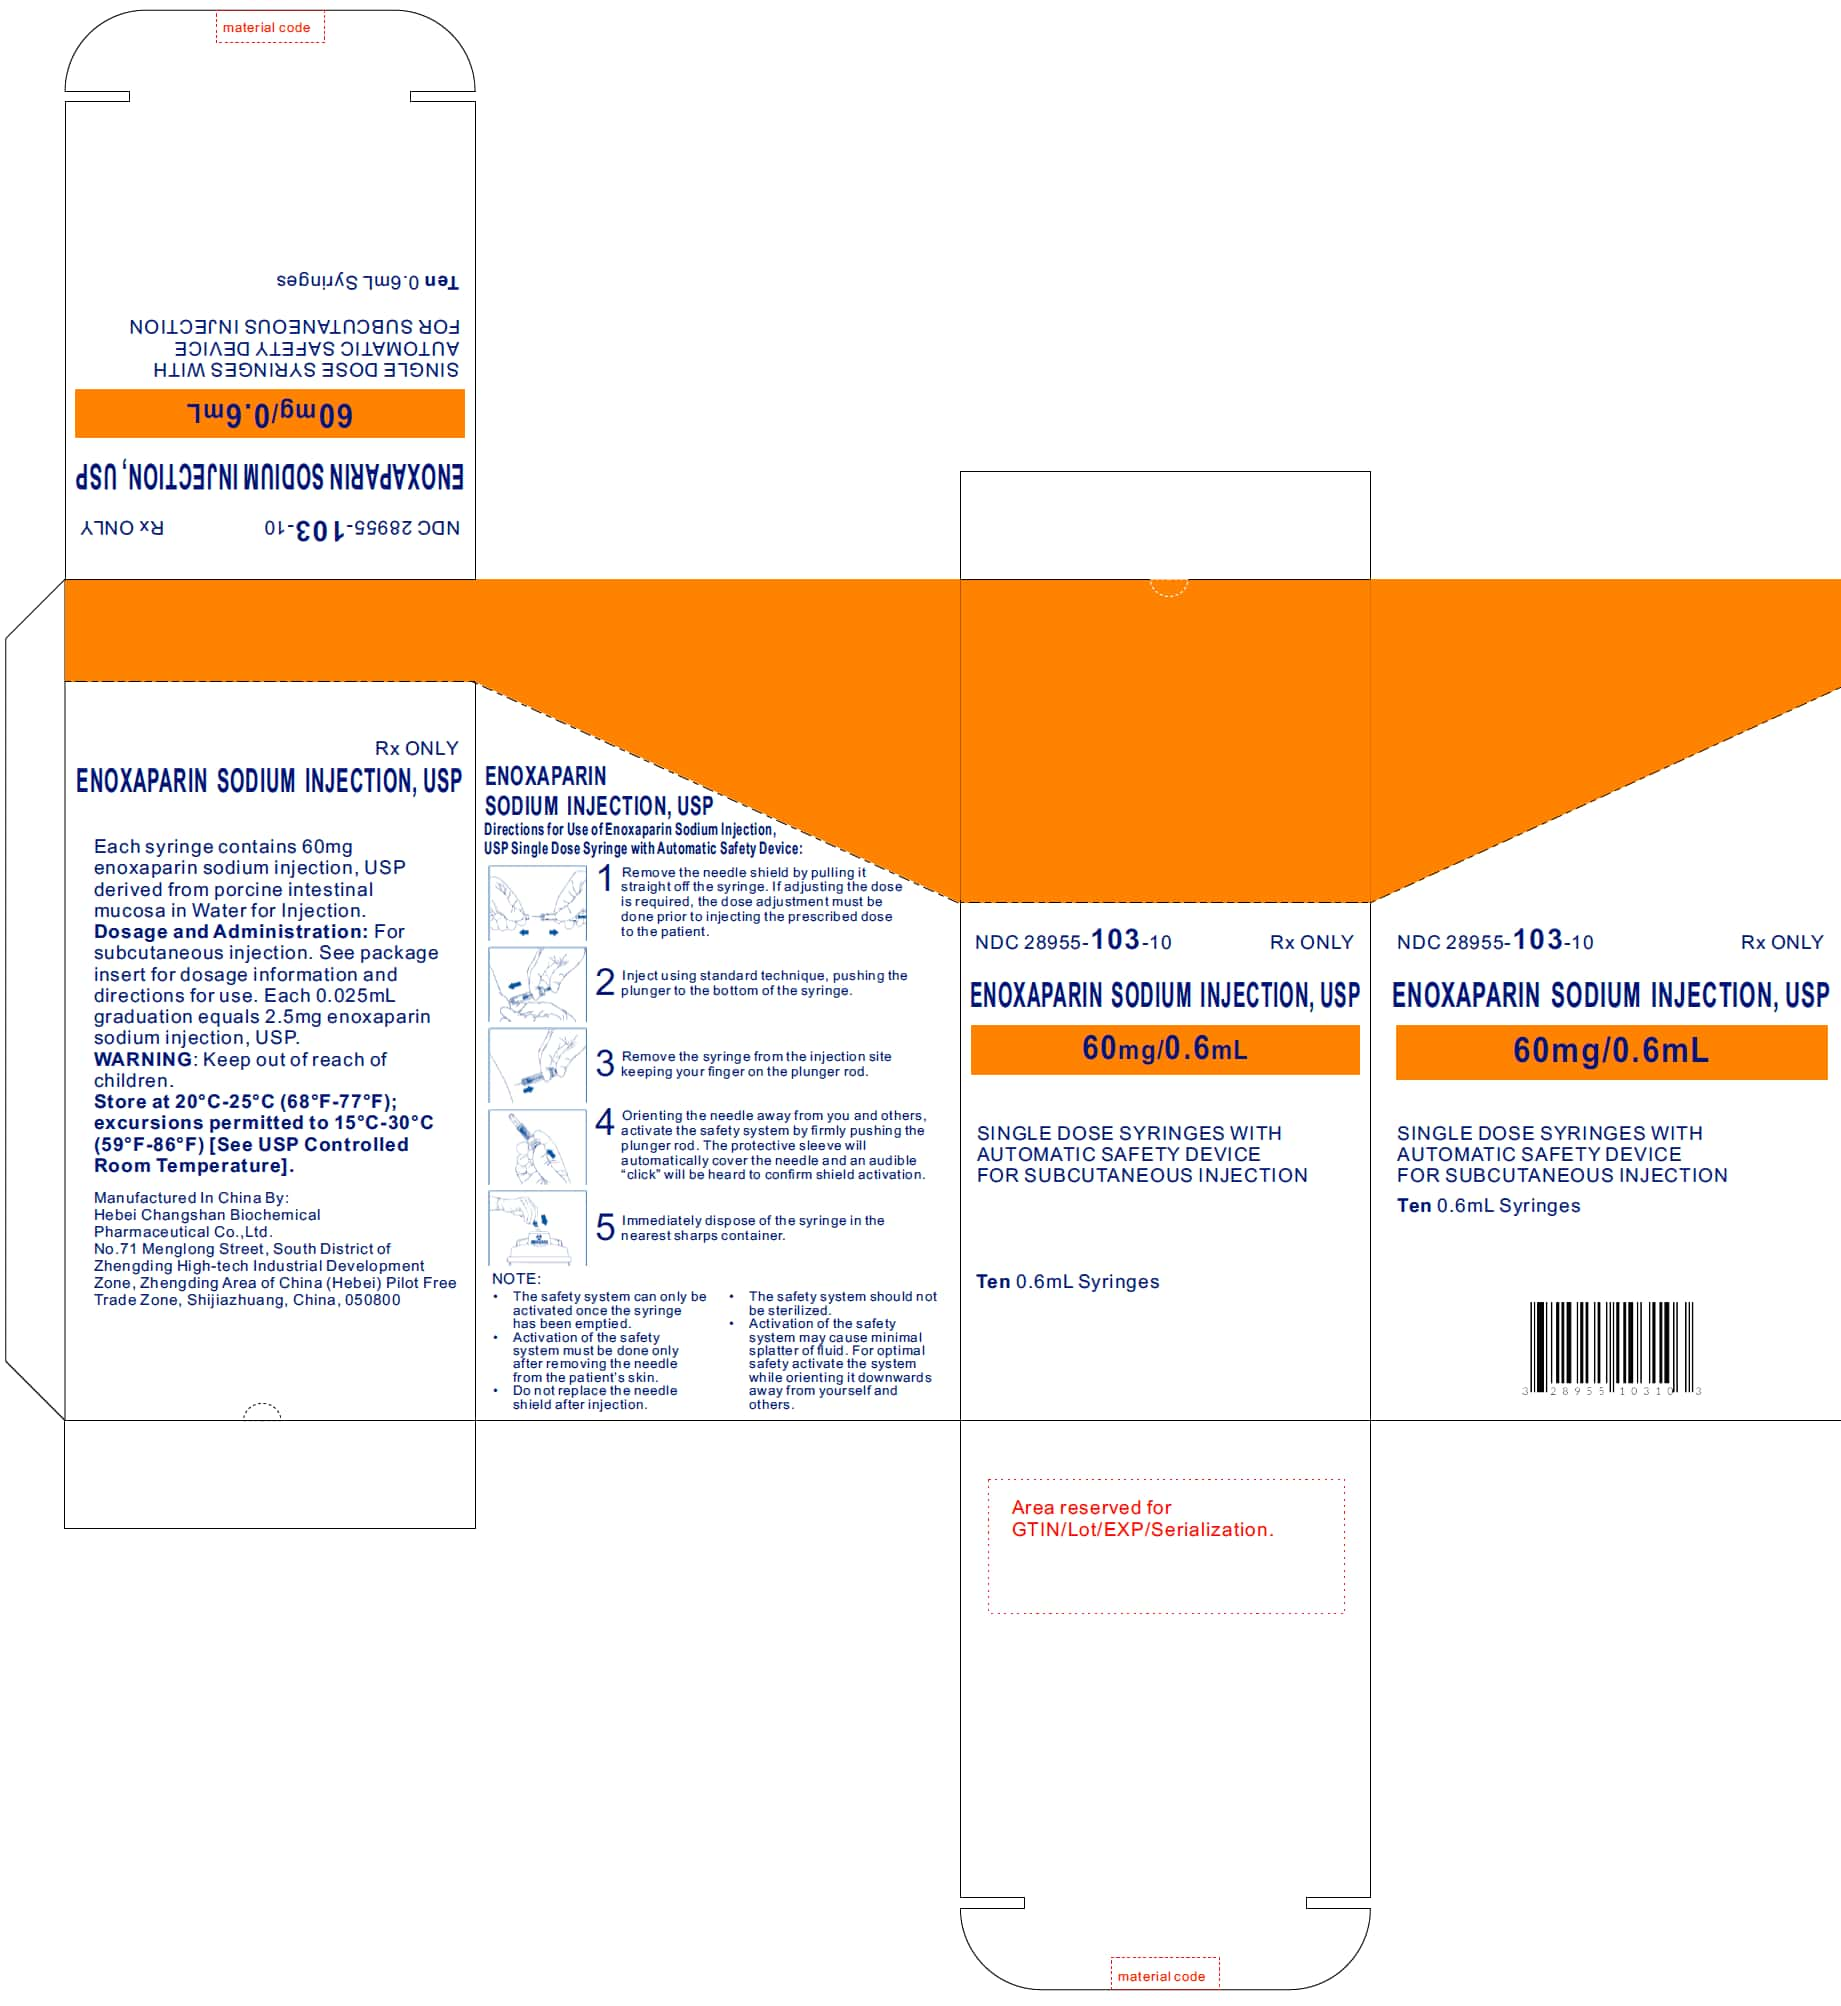 material code
NDC 28955-103-10 Rx ONLY
ENOXAPARIN SODIUM INJECTION, USP
60mg/0.6mL
SINGLE DOSE SYRINGES WITH
AUTOMATIC SAFETY DEVICE
FOR SUBCUTANEOUS INJECTION
Ten 0.6mL Syringes
Rx ONLY
ENOXAPARIN SODIUM INJECTION, USP
Each syringe contains 60mg
enoxaparin sodium injection, USP
derived from porcine intestinal
mucosa in Water for Injection.
Dosage and Administration: For
subcutaneous injection. See package
insert for dosage information and
directions for use. Each 0.025mL
graduation equals 2.5mg enoxaparin
sodium injection, USP.
WARNING: Keep out of reach of
children.
Store at 20°C-25°C (68°F-77°F);
excursions permitted to 15°C-30°C
(59°F-86°F) [See USP Controlled
Room Temperature].
Manufactured In China By:
Hebei Changshan Biochemical
Pharmaceutical Co.,Ltd.
No.71 Menglong Street, South District of
Zhengding High-tech Industrial Development
Zone, Zhengding Area of China (Hebei) Pilot Free
Trade Zone, Shijiazhuang, China, 050800
ENOXAPARIN
SODIUM INJECTION, USP
Directions for Use of Enoxaparin Sodium Injection,
USP Single Dose Syringe with Automatic Safety Device:
1 Remove the needle shield by pulling it
straight off the syringe. If adjusting the dose
is required, the dose adjustment must be
done prior to injecting the prescribed dose
to the patient.
2 Inject using standard technique, pushing the
plunger to the bottom of the syringe.
3 Remove the syringe from the injection site
keeping your finger on the plunger rod.
4 Orienting the needle away from you and others,
activate the safety system by firmly pushing the
plunger rod. The protective sleeve will
automatically cover the needle and an audible
“click” will be heard to confirm shield activation.
5 Immediately dispose of the syringe in the
nearest sharps container.
NOTE:
• The safety system can only be
activated once the syringe
has been emptied.
• Activation of the safety
system must be done only
after removing the needle
from the patient's skin.
• Do not replace the needle
shield after injection.
• The safety system should not
be sterilized.
• Activation of the safety
system may cause minimal
splatter of fluid. For optimal
safety activate the system
while orienting it downwards
away from yourself and
others.
NDC 28955-103-10 Rx ONLY
ENOXAPARIN SODIUM INJECTION, USP
60mg/0.6mL
SINGLE DOSE SYRINGES WITH
AUTOMATIC SAFETY DEVICE
FOR SUBCUTANEOUS INJECTION
Ten 0.6mL Syringes
NDC 28955-103-10 Rx ONLY
ENOXAPARIN SODIUM INJECTION, USP
60mg/0.6mL
SINGLE DOSE SYRINGES WITH
AUTOMATIC SAFETY DEVICE
FOR SUBCUTANEOUS INJECTION
Ten 0.6mL Syringes
3 28955 10310 3
Area reserved for
GTIN/Lot/EXP/Serialization.
material code